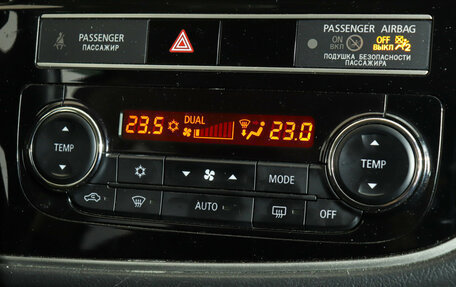 PASSENGER
ПАССАЖИР
PASSENGER AIRBAG
ON
ВКЛ
OFF
ВЫКЛ
2
ПОДУШКА БЕЗОПАСНОСТИ
ПАССАЖИРА
23.5
DUAL
23.0
TEMP
TEMP
MODE
AUTO
OFF